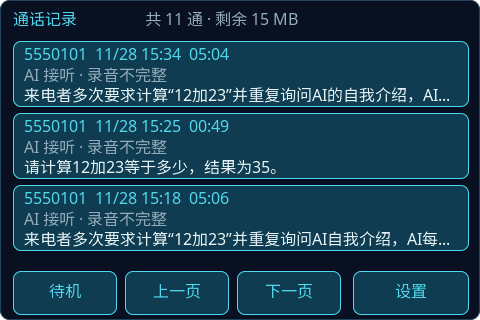 通话记录 共 11 通 · 剩余 15 MB
5550101 11/28 15:34 05:04
AI 接听 · 录音不完整
来电者多次要求计算“12加23”并重复询问AI的自我介绍，AI...
5550101 11/28 15:25 00:49
AI 接听 · 录音不完整
请计算12加23等于多少，结果为35。
5550101 11/28 15:18 05:06
AI 接听 · 录音不完整
来电者多次要求计算“12加23”并重复询问AI自我介绍，AI每...
待机 上一页 下一页 设置